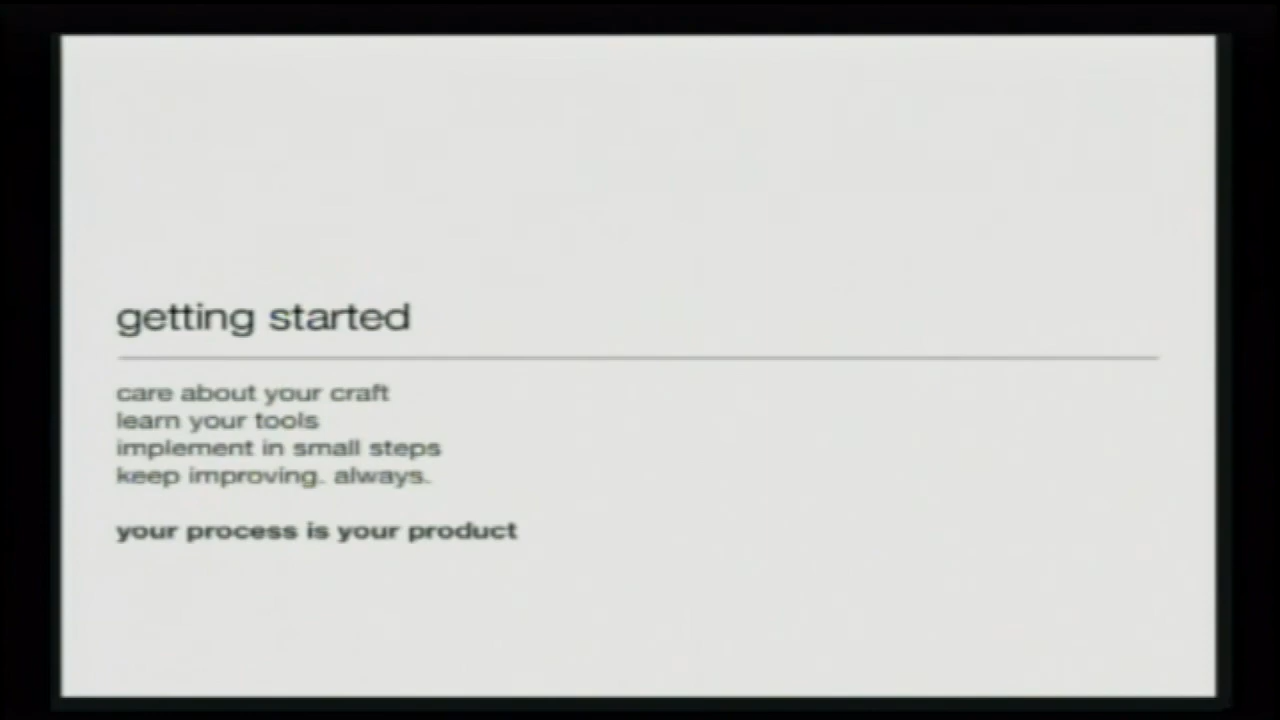 getting started
care about your craft
learn your tools
implement in small steps
keep improving. always.
your process is your product